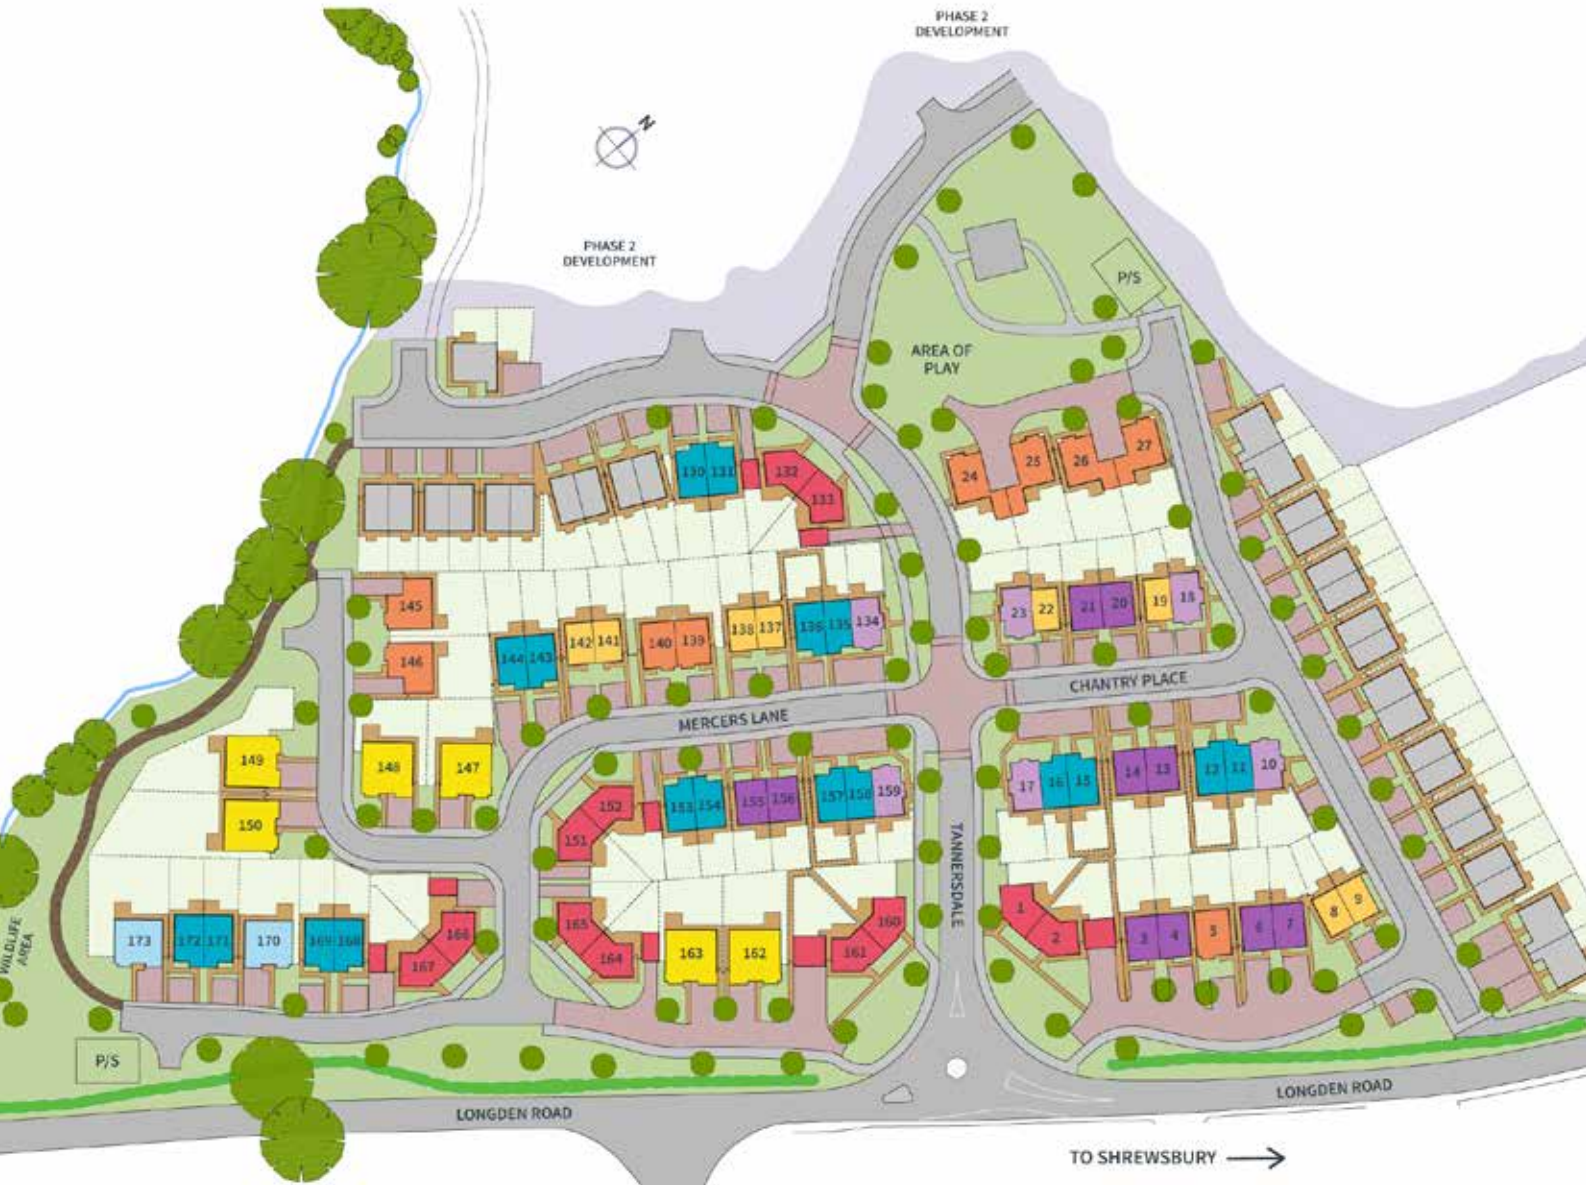 PHASE 2
DEVELOPMENT
N
PHASE 2
DEVELOPMENT
P/S
AREA OF
PLAY
27
25
26
24
130 131
132
133
145
146
144 143
142 141
140 139
138 137
136 135 134
23 22
21 20
19 18
CHANTRY PLACE
MERCERS LANE
149
148
147
150
152
151
153 154
155 156
157 158 159
17 16 15
14 13
12 11 10
TANNERSDALE
WILDLIFE
AREA
173
172 171
170
169 168
166
167
165
164
163
162
160
161
1
2
3 4
5
6 7
8 9
P/S
LONGDEN ROAD
LONGDEN ROAD
TO SHREWSBURY